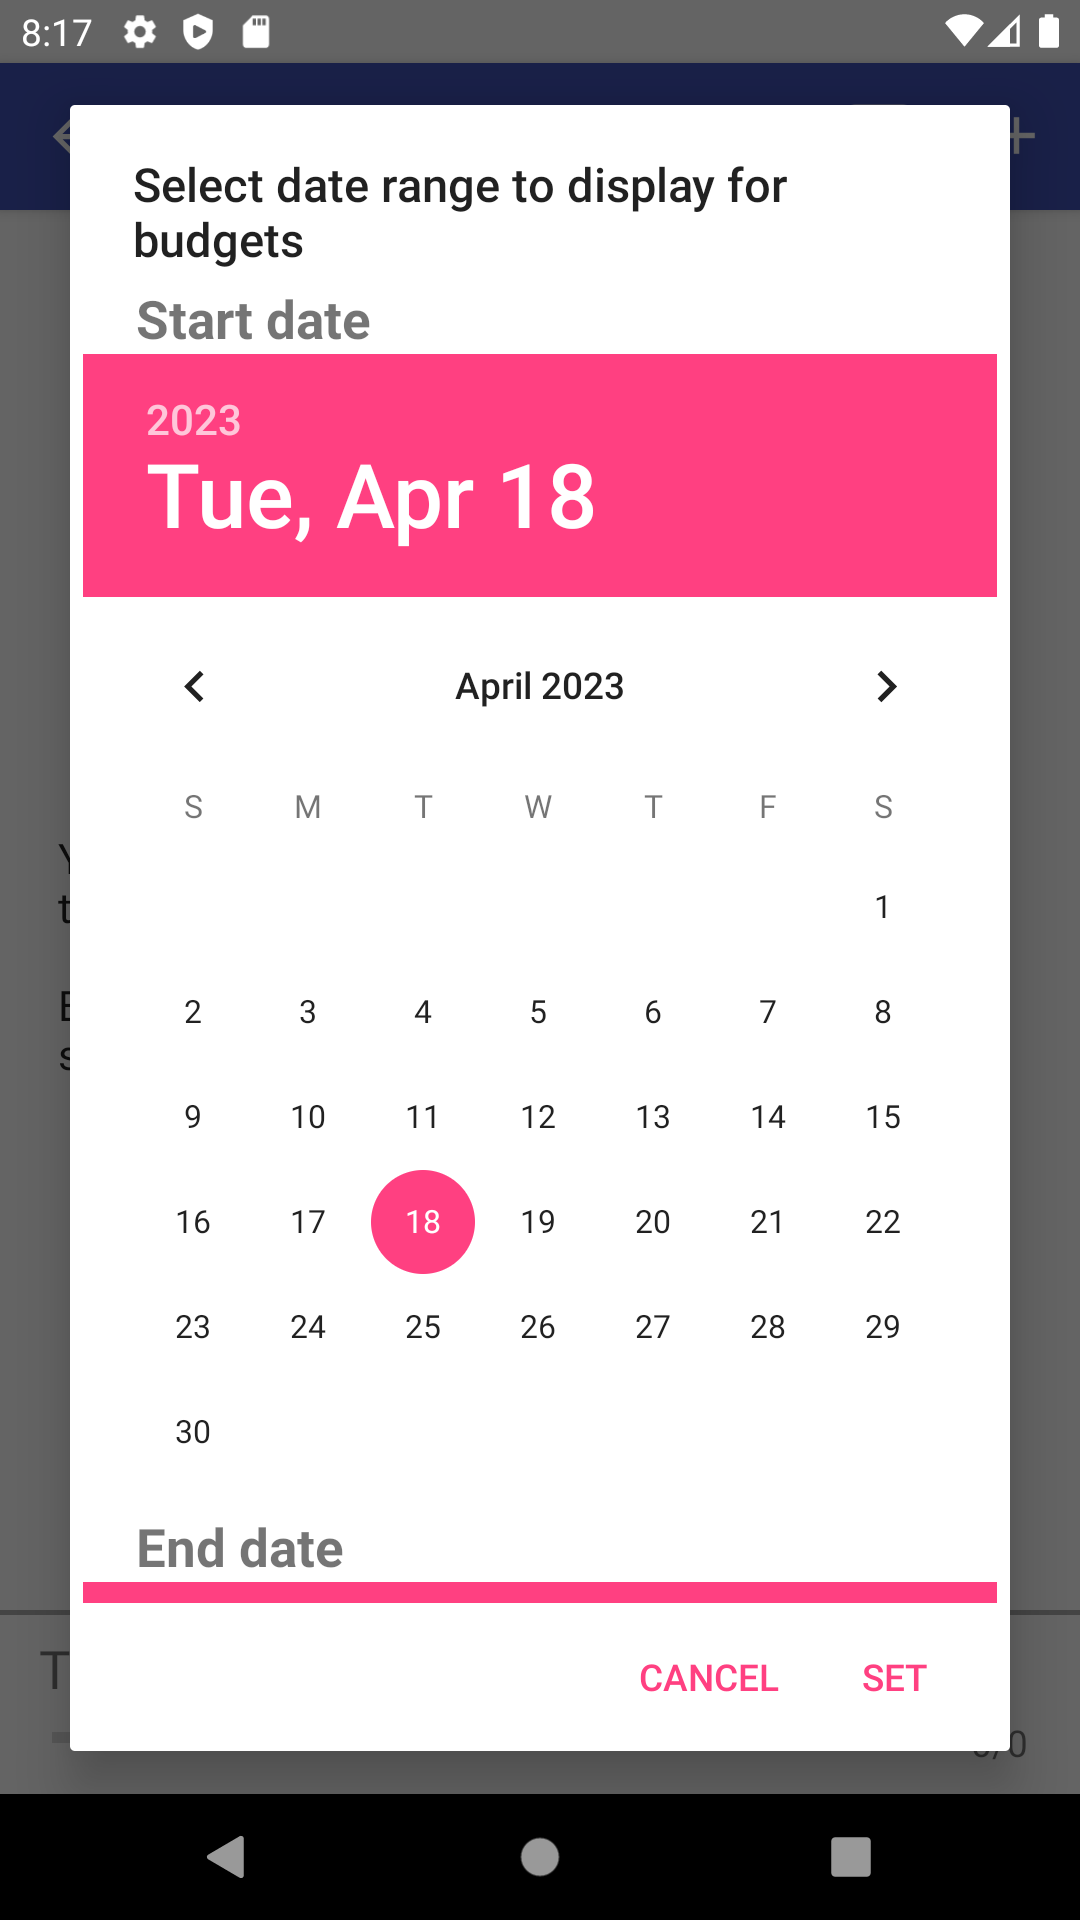 8:17
Select date range to display for
budgets
Start date
2023
Tue, Apr 18
April 2023
S M T W T F S
1
2 3 4 5 6 7 8
9 10 11 12 13 14 15
16 17 18 19 20 21 22
23 24 25 26 27 28 29
30
End date
CANCEL SET